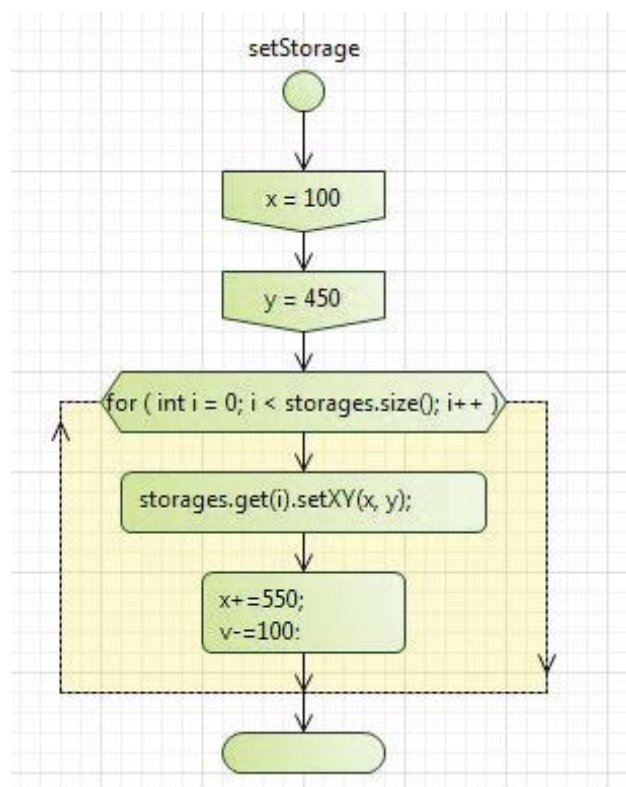 setStorage
x = 100
y = 450
for ( int i = 0; i < storages.size(); i++ )
storages.get(i).setXY(x, y);
x+=550;
y-=100;